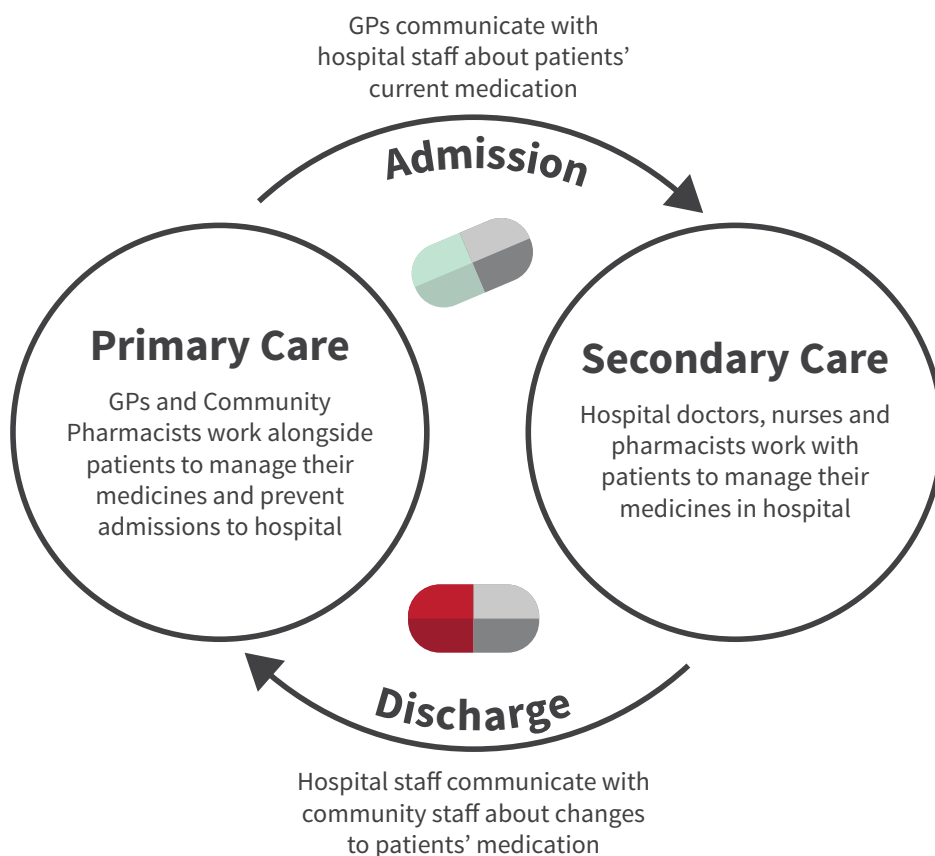 GPs communicate with
hospital staff about patients’
current medication
Admission
Primary Care
GPs and Community
Pharmacists work alongside
patients to manage their
medicines and prevent
admissions to hospital
Secondary Care
Hospital doctors, nurses and
pharmacists work with
patients to manage their
medicines in hospital
Discharge
Hospital staff communicate with
community staff about changes
to patients’ medication